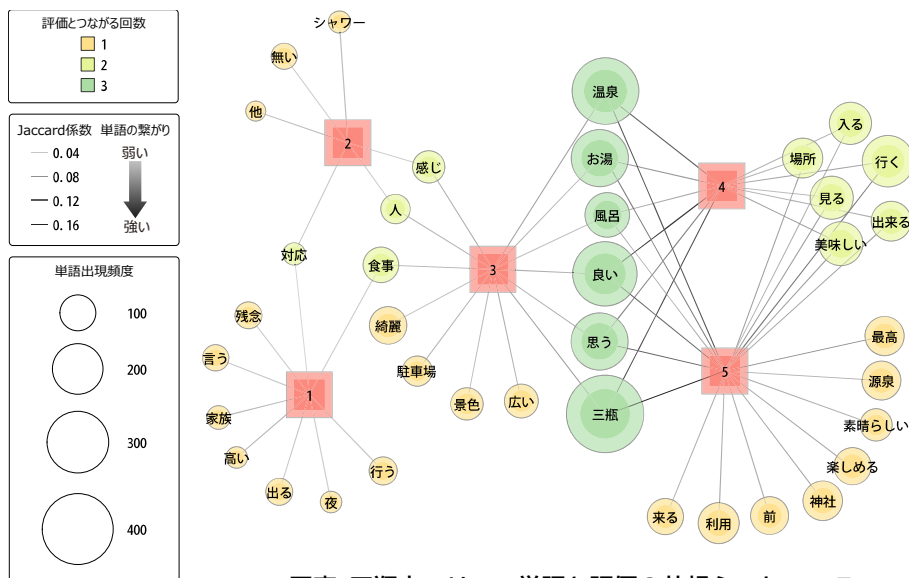 評価とつながる回数
1
2
3
Jaccard係数 単語の繋がり
0.04 弱い
0.08
0.12
0.16 強い
単語出現頻度
100
200
300
400
シャワー
無い
他
2
感じ
人
対応
食事
残念
言う
家族
高い
出る
夜
行う
1
3
綺麗
駐車場
景色
広い
温泉
お湯
風呂
良い
思う
三瓶
4
入る
場所
行く
見る
出来る
美味しい
5
最高
源泉
素晴らしい
楽しめる
神社
前
利用
来る